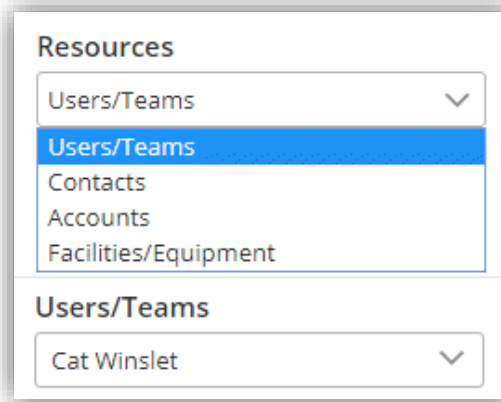 Resources
Users/Teams
Users/Teams
Contacts
Accounts
Facilities/Equipment
Users/Teams
Cat Winslet